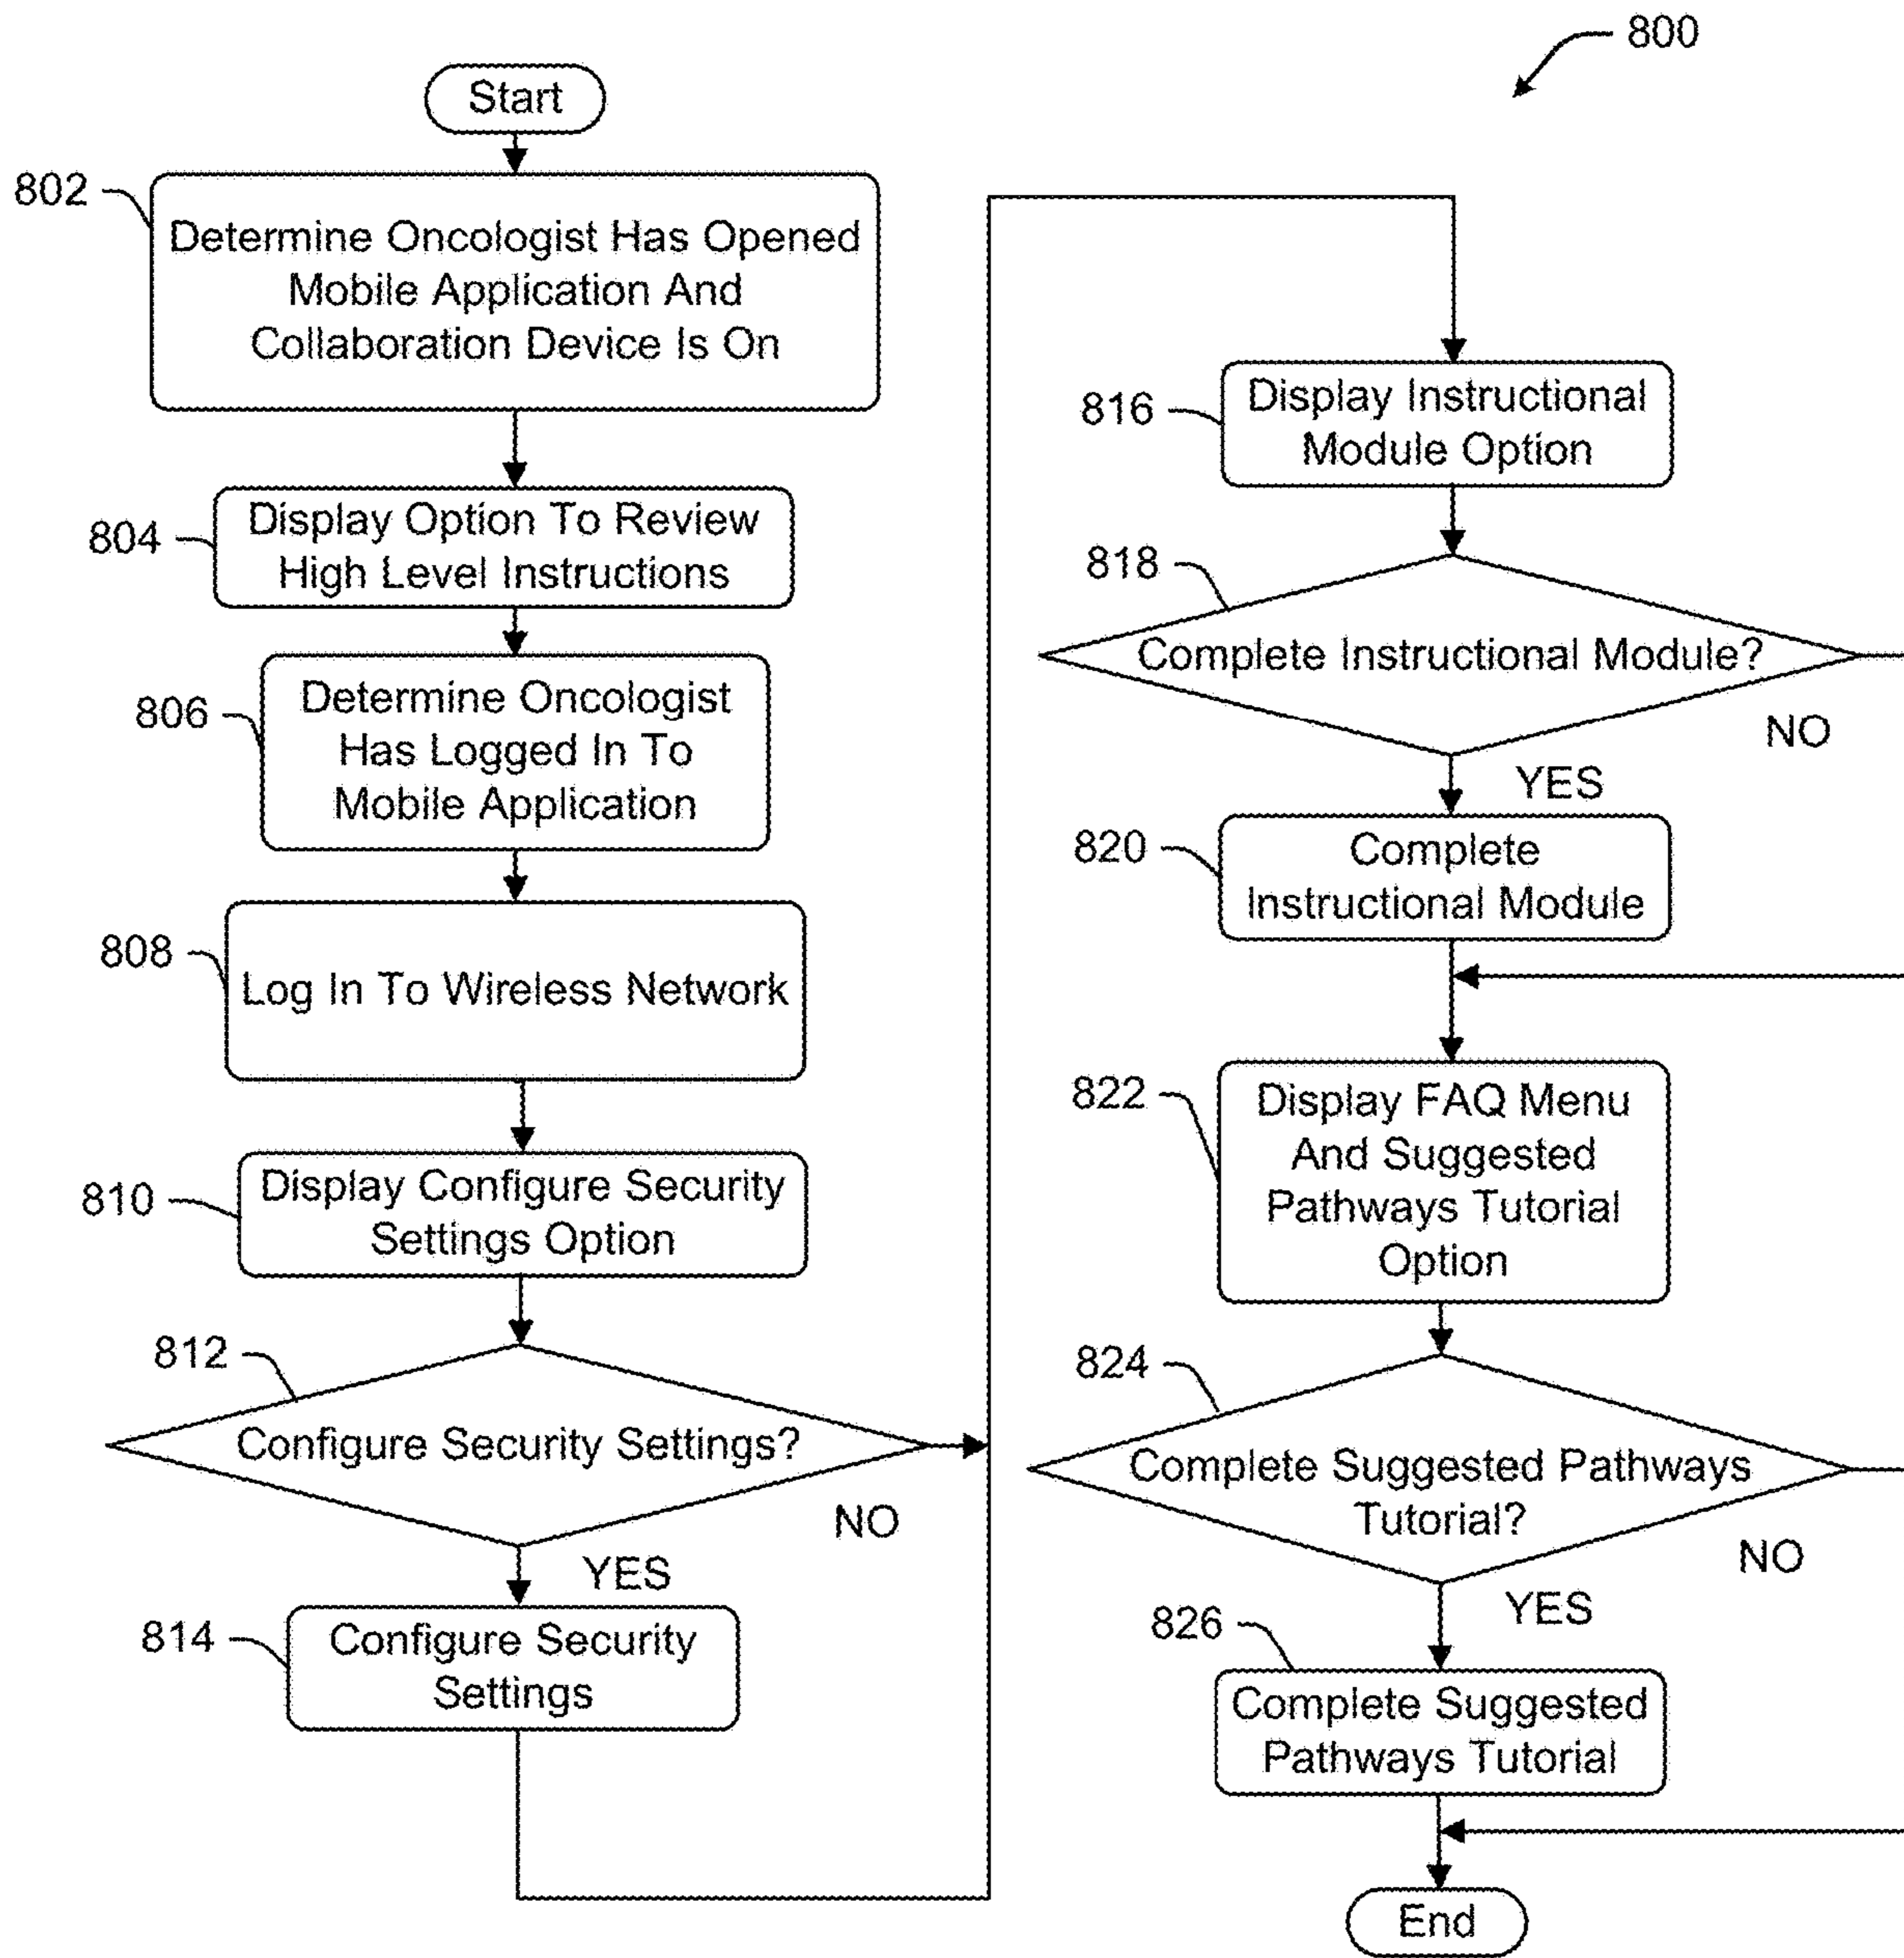 800
Start
802
Determine Oncologist Has Opened
Mobile Application And
Collaboration Device Is On
804
Display Option To Review
High Level Instructions
806
Determine Oncologist
Has Logged In To
Mobile Application
808
Log In To Wireless Network
810
Display Configure Security
Settings Option
812
Configure Security Settings?
NO
YES
814
Configure Security
Settings
816
Display Instructional
Module Option
818
Complete Instructional Module?
NO
YES
820
Complete
Instructional Module
822
Display FAQ Menu
And Suggested
Pathways Tutorial
Option
824
Complete Suggested Pathways
Tutorial?
NO
YES
826
Complete Suggested
Pathways Tutorial
End